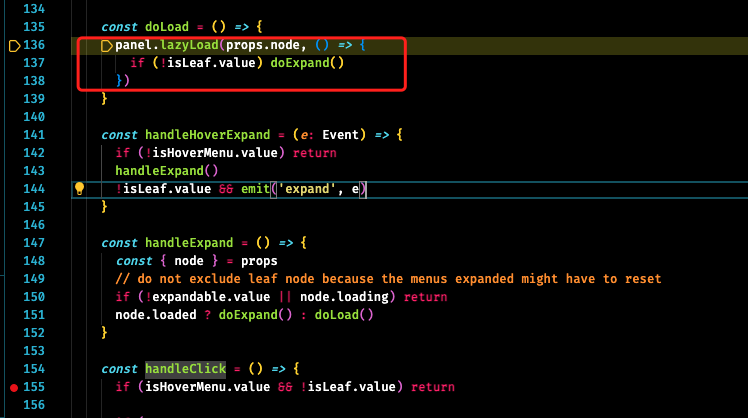 134
135 const doLoad = () => {
136 panel.lazyLoad(props.node, () => {
137 if (!isLeaf.value) doExpand()
138 })
139 }
140
141 const handleHoverExpand = (e: Event) => {
142 if (!isHoverMenu.value) return
143 handleExpand()
144 !isLeaf.value && emit('expand', e)
145 }
146
147 const handleExpand = () => {
148 const { node } = props
149 // do not exclude leaf node because the menus expanded might have to reset
150 if (!expandable.value || node.loading) return
151 node.loaded ? doExpand() : doLoad()
152 }
153
154 const handleClick = () => {
155 if (isHoverMenu.value && !isLeaf.value) return
156